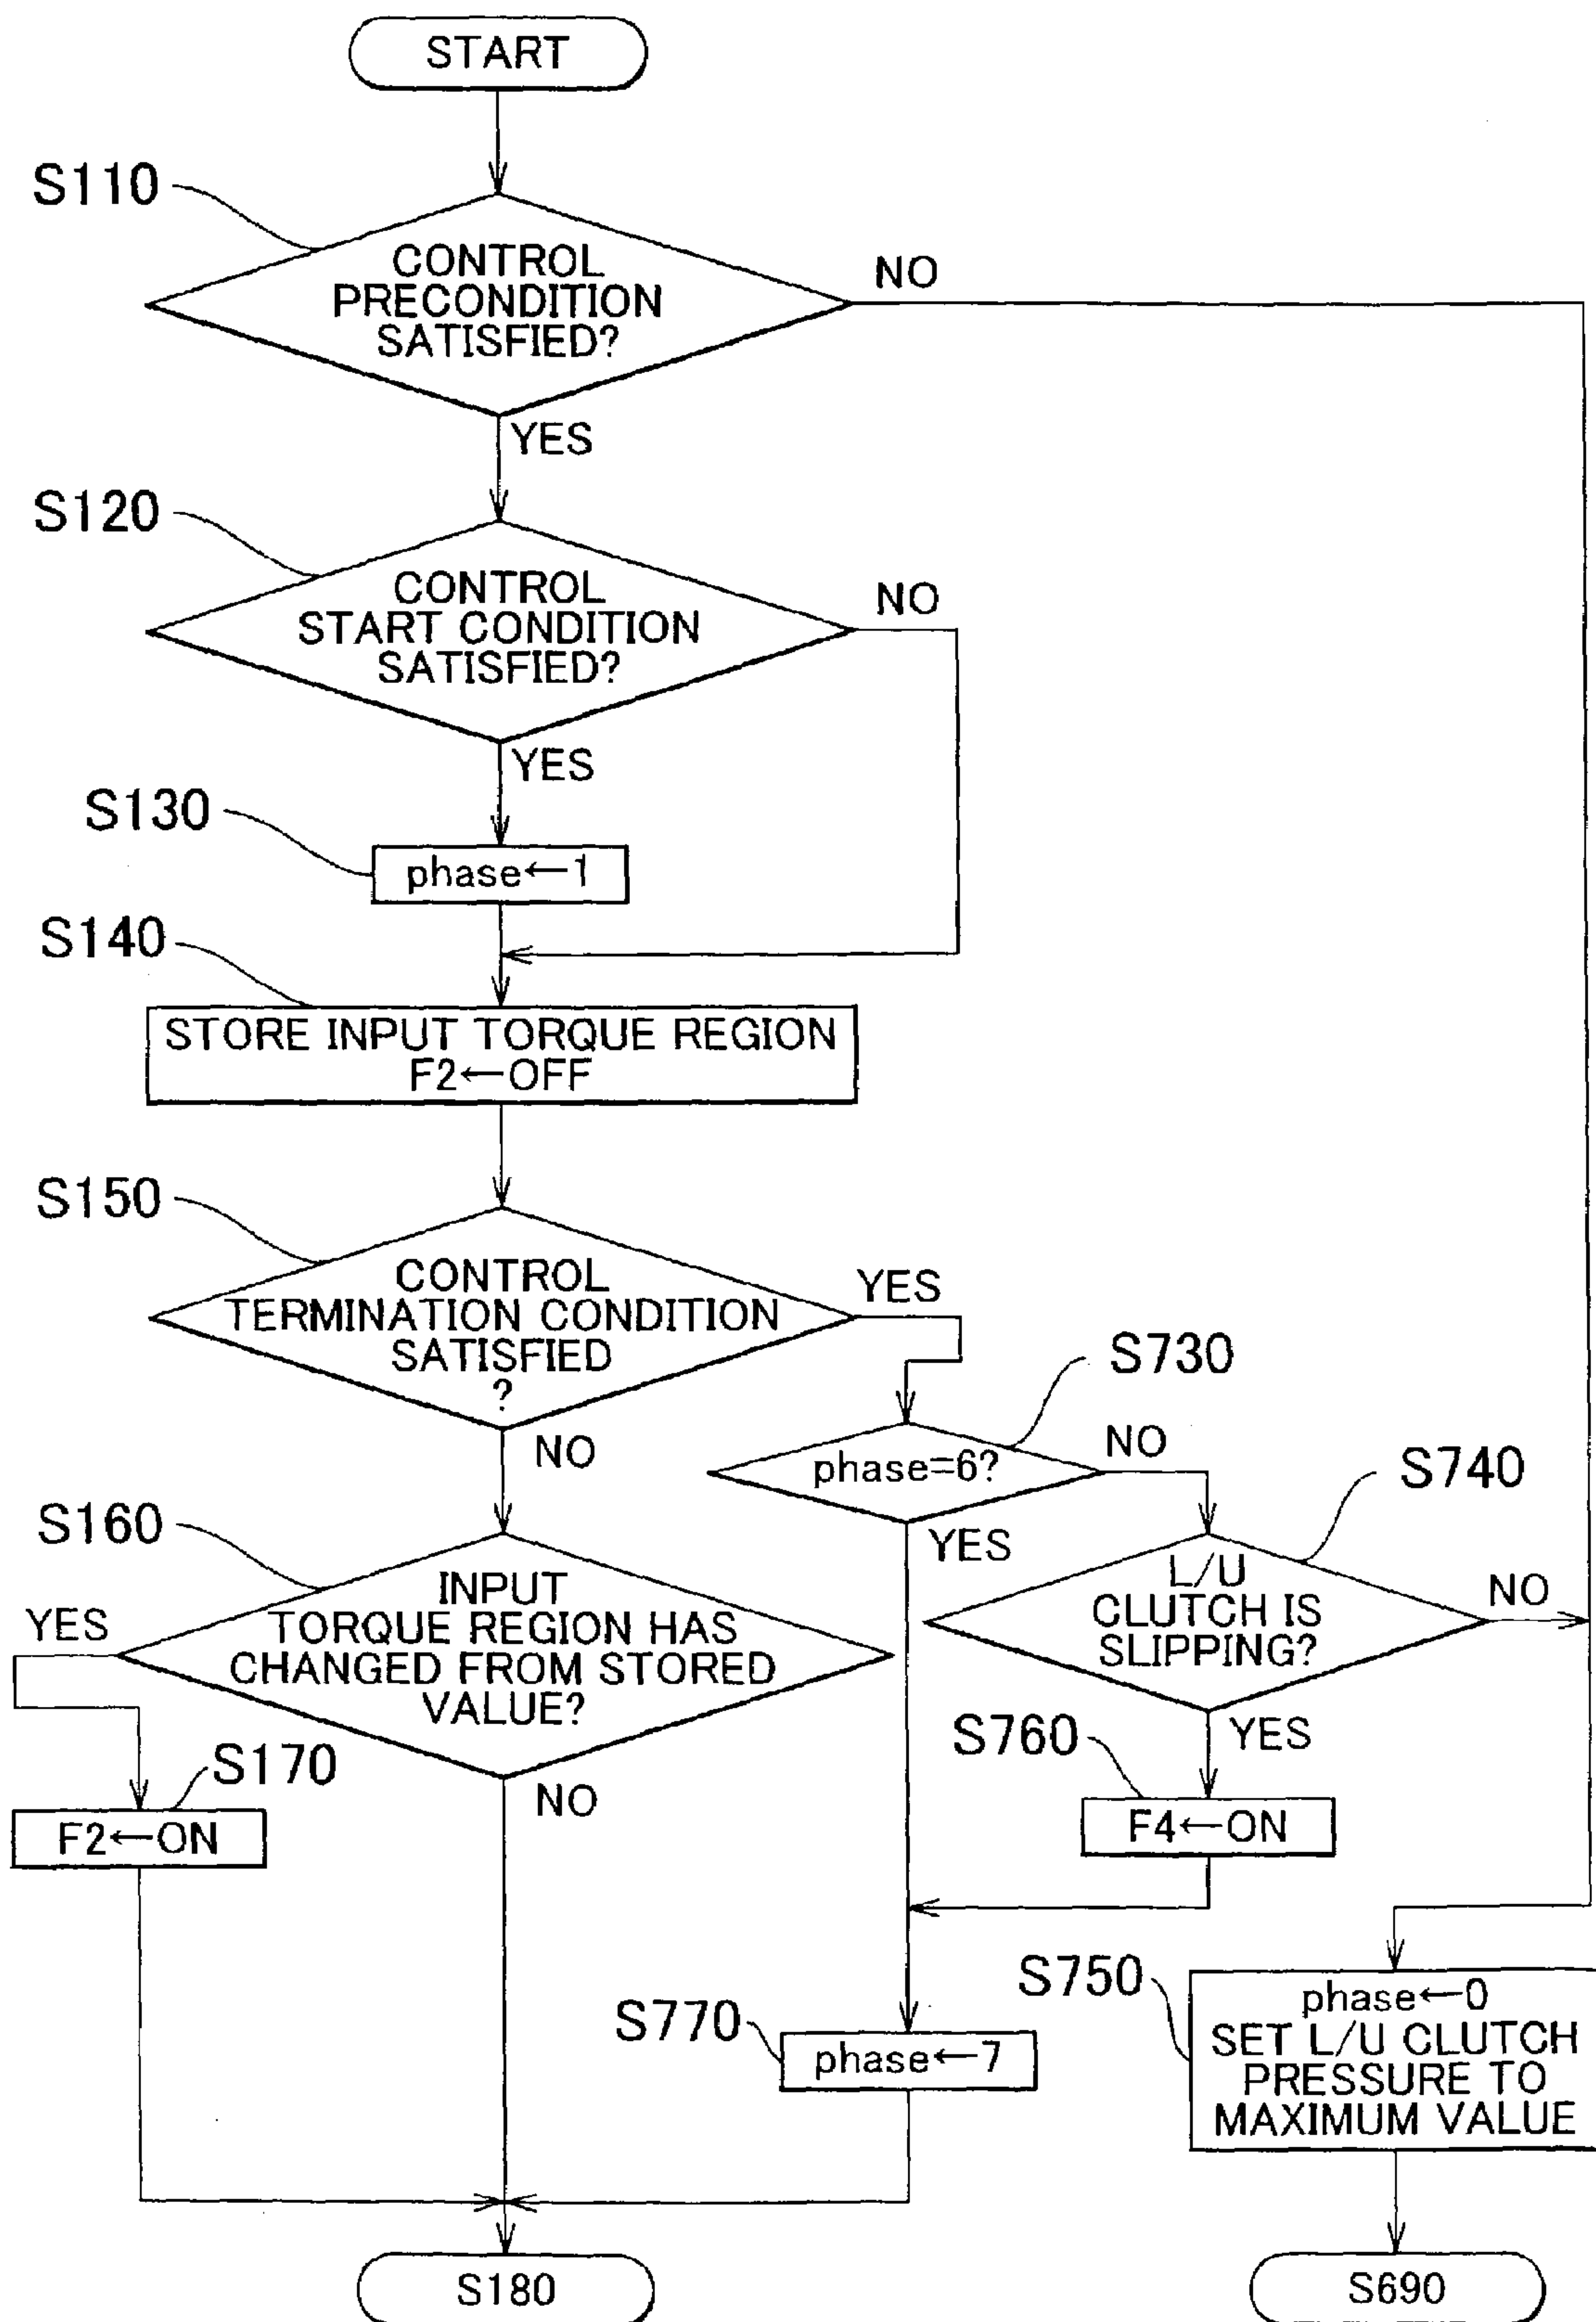 START
S110
CONTROL
PRECONDITION
SATISFIED?
NO
YES
S120
CONTROL
START CONDITION
SATISFIED?
NO
YES
S130
phase←1
S140
STORE INPUT TORQUE REGION
F2←OFF
S150
CONTROL
TERMINATION CONDITION
SATISFIED
?
YES
NO
S730
phase=6?
NO
YES
S740
L/U
CLUTCH IS
SLIPPING?
NO
YES
S160
INPUT
TORQUE REGION HAS
CHANGED FROM STORED
VALUE?
YES
NO
S170
F2←ON
S760
F4←ON
S770
phase←7
S750
phase←0
SET L/U CLUTCH
PRESSURE TO
MAXIMUM VALUE
S180
S690